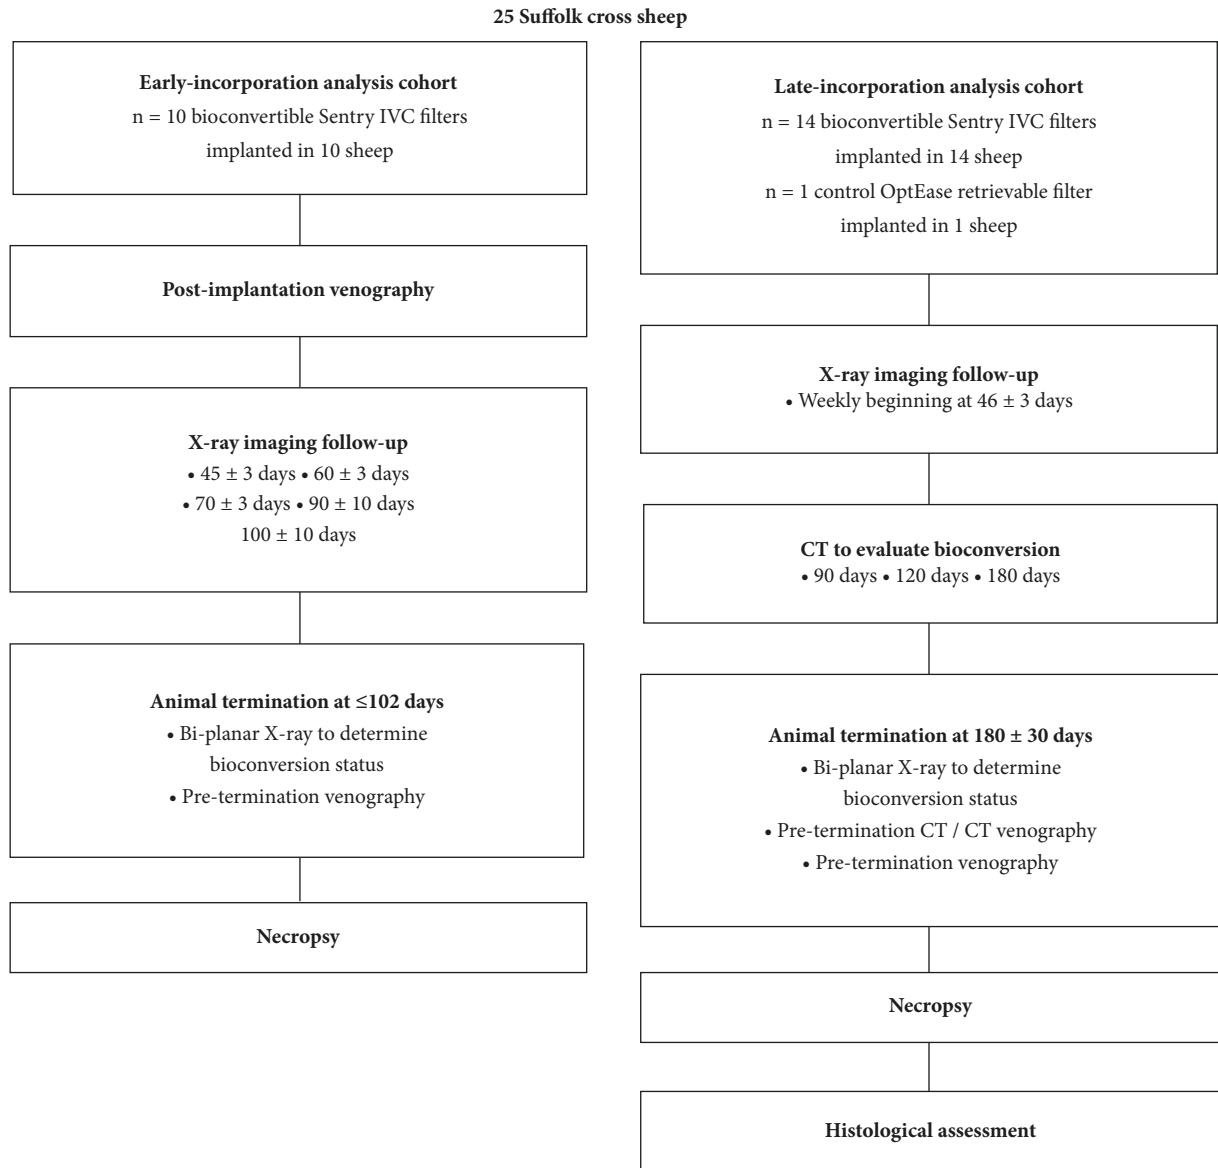 25 Suffolk cross sheep
Early-incorporation analysis cohort
n = 10 bioconvertible Sentry IVC filters
implanted in 10 sheep
Post-implantation venography
X-ray imaging follow-up
• 45 ± 3 days • 60 ± 3 days
• 70 ± 3 days • 90 ± 10 days
100 ± 10 days
Animal termination at ≤102 days
• Bi-planar X-ray to determine
bioconversion status
• Pre-termination venography
Necropsy
Late-incorporation analysis cohort
n = 14 bioconvertible Sentry IVC filters
implanted in 14 sheep
n = 1 control OptEase retrievable filter
implanted in 1 sheep
X-ray imaging follow-up
• Weekly beginning at 46 ± 3 days
CT to evaluate bioconversion
• 90 days • 120 days • 180 days
Animal termination at 180 ± 30 days
• Bi-planar X-ray to determine
bioconversion status
• Pre-termination CT / CT venography
• Pre-termination venography
Necropsy
Histological assessment